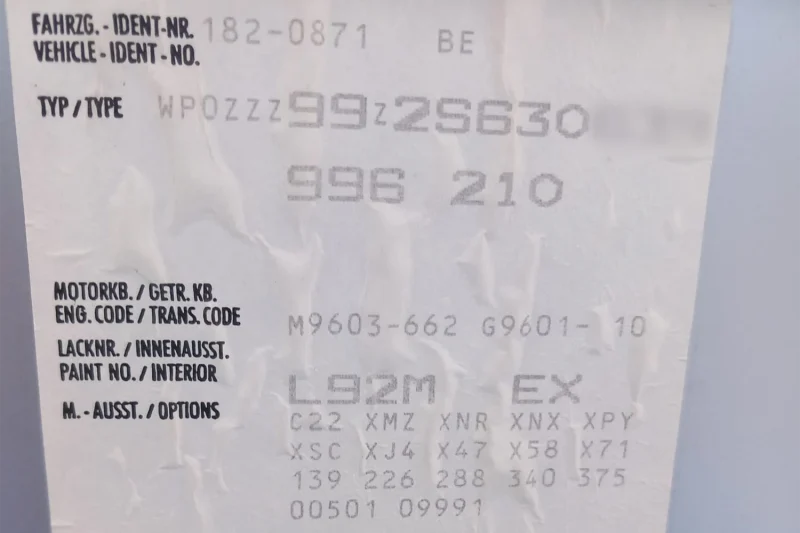 FAHRZG. - IDENT-NR. 182-0871 BE
VEHICLE - IDENT - NO.
TYP / TYPE WP0ZZZ99Z2S630
996 210
MOTORKB. / GETR. KB.
ENG. CODE / TRANS. CODE M9603-662 G9601- 10
LACKNR. / INNENAUSST.
PAINT NO. / INTERIOR L92M EX
M. - AUSST. / OPTIONS C22 XMZ XNR XNX XPY
XSC XJ4 X47 X58 X71
139 226 288 340 375
00501 09991